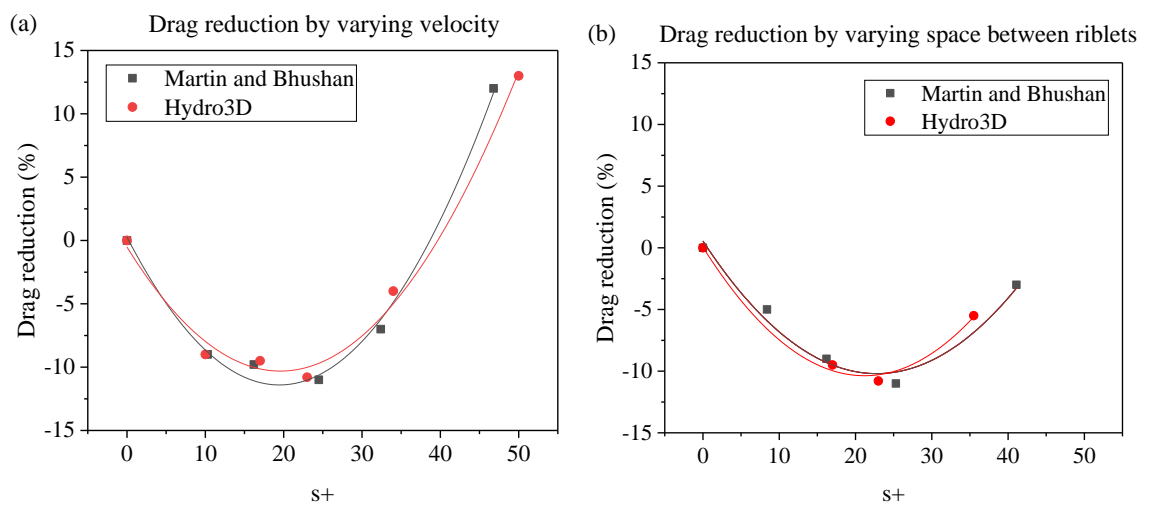 (a)
Drag reduction by varying velocity
15
10
5
0
-5
-10
-15
Drag reduction (%)
Martin and Bhushan
Hydro3D
0 10 20 30 40 50
s+
(b)
Drag reduction by varying space between riblets
15
10
5
0
-5
-10
-15
Drag reduction (%)
Martin and Bhushan
Hydro3D
0 10 20 30 40 50
s+